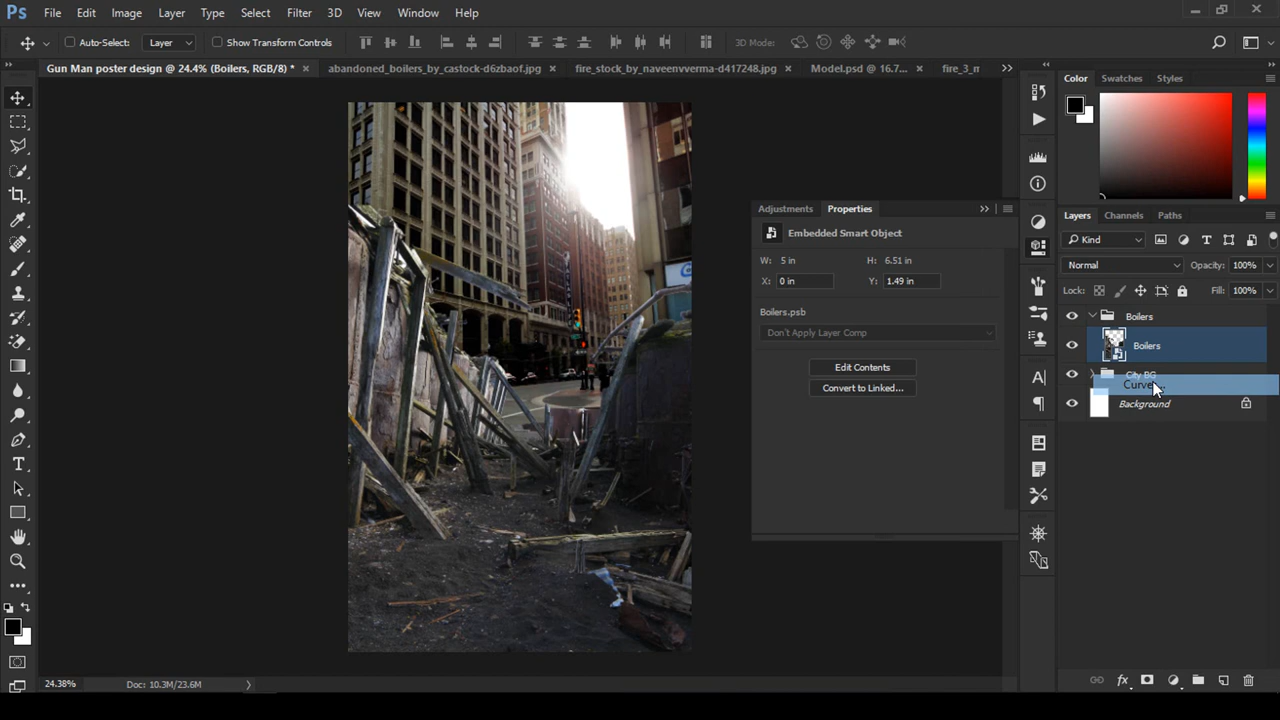 Ps File Edit Image Layer Type Select Filter 3D View Window Help
Auto-Select: Layer Show Transform Controls 3D Mode:
Gun Man poster design @ 24.4% (Boilers, RGB/8) * × abandoned_boilers_by_castock-d6zbaof.jpg × fire_stock_by_naveenvverma-d417248.jpg × Model.psd @ 16.7... × fire_3_m
Color Swatches Styles
Adjustments Properties
Embedded Smart Object
W: 5 in H: 6.51 in
X: 0 in Y: 1.49 in
Boilers.psb
Don't Apply Layer Comp
Edit Contents
Convert to Linked...
Layers Channels Paths
Kind
Normal Opacity: 100%
Lock: Fill: 100%
Boilers
Boilers
City BG
Curves...
Background
24.38% Doc: 10.3M/23.6M